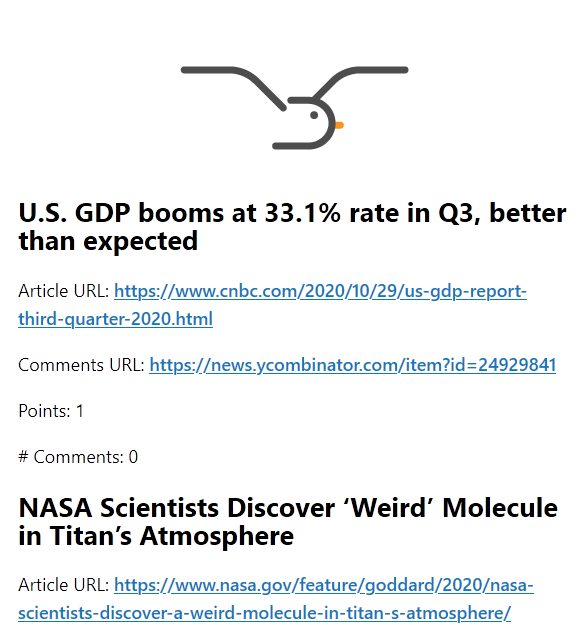 U.S. GDP booms at 33.1% rate in Q3, better
than expected
Article URL: https://www.cnbc.com/2020/10/29/us-gdp-report-
third-quarter-2020.html
Comments URL: https://news.ycombinator.com/item?id=24929841
Points: 1
# Comments: 0
NASA Scientists Discover ‘Weird’ Molecule
in Titan’s Atmosphere
Article URL: https://www.nasa.gov/feature/goddard/2020/nasa-
scientists-discover-a-weird-molecule-in-titan-s-atmosphere/